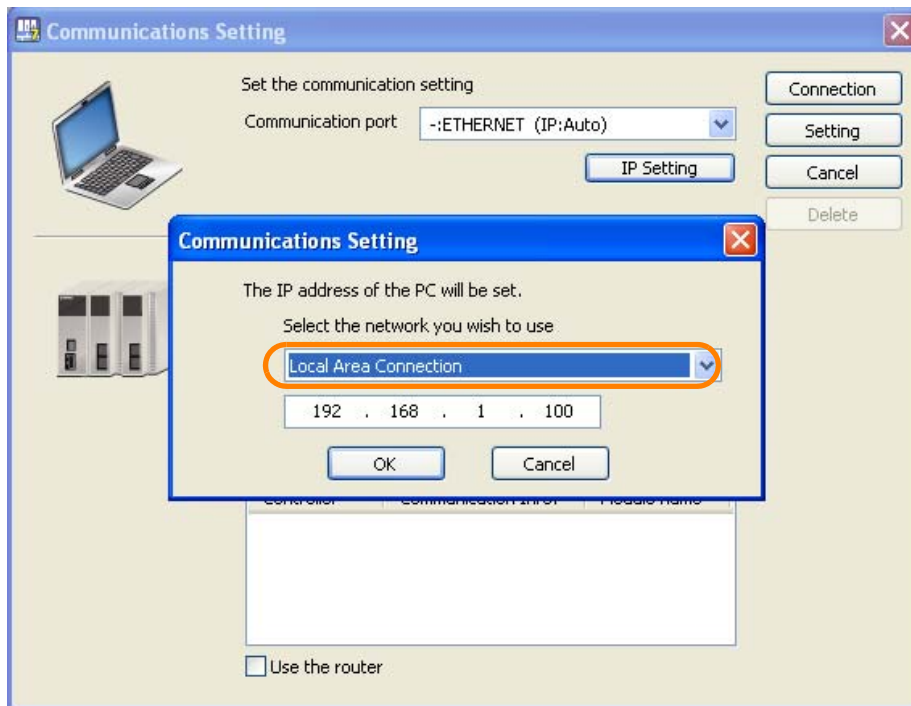 Communications Setting
Set the communication setting
Connection
Communication port
-:ETHERNET (IP:Auto)
Setting
IP Setting
Cancel
Delete
Communications Setting
The IP address of the PC will be set.
Select the network you wish to use
Local Area Connection
192 . 168 . 1 . 100
OK
Cancel
Use the router